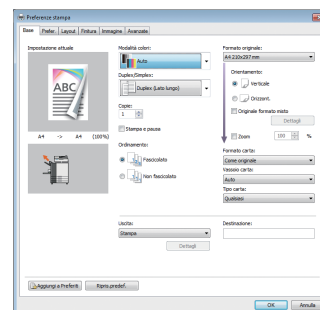 Preferenze stampa
Base Prefer. Layout Finitura Immagine Avanzate
Impostazione attuale
ABC
A4 -> A4 (100%)
Modalità colori:
Auto
Duplex/Simplex:
Duplex (Lato lungo)
Copie:
1
Stampa e pausa
Ordinamento:
Fascicolato
Non fascicolato
Formato originale:
A4 210x297 mm
Orientamento:
Verticale
Orizzont.
Originale formato misto
Dettagli
Zoom 100 %
Formato carta:
Come originale
Vassoio carta:
Auto
Tipo carta:
Qualsiasi
Uscita:
Stampa
Dettagli
Destinazione:
Aggiungi a Preferiti Ripris.predef.
OK Annulla